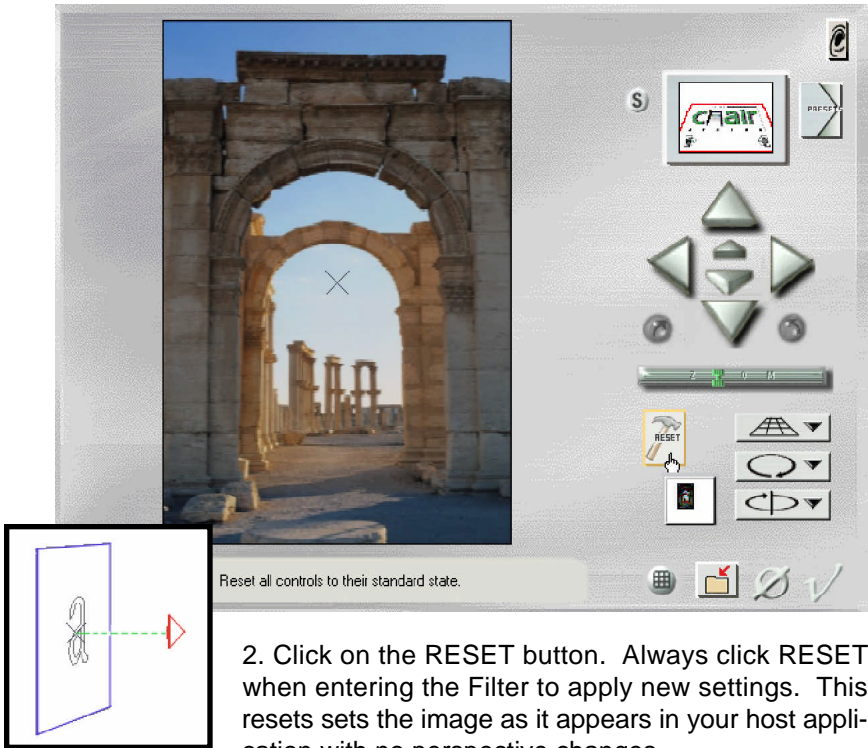 S
chair
PRESETS
Z O O M
RESET
Reset all controls to their standard state.
a
2. Click on the RESET button. Always click RESET
when entering the Filter to apply new settings. This
resets sets the image as it appears in your host appli-
cation with no perspective changes.